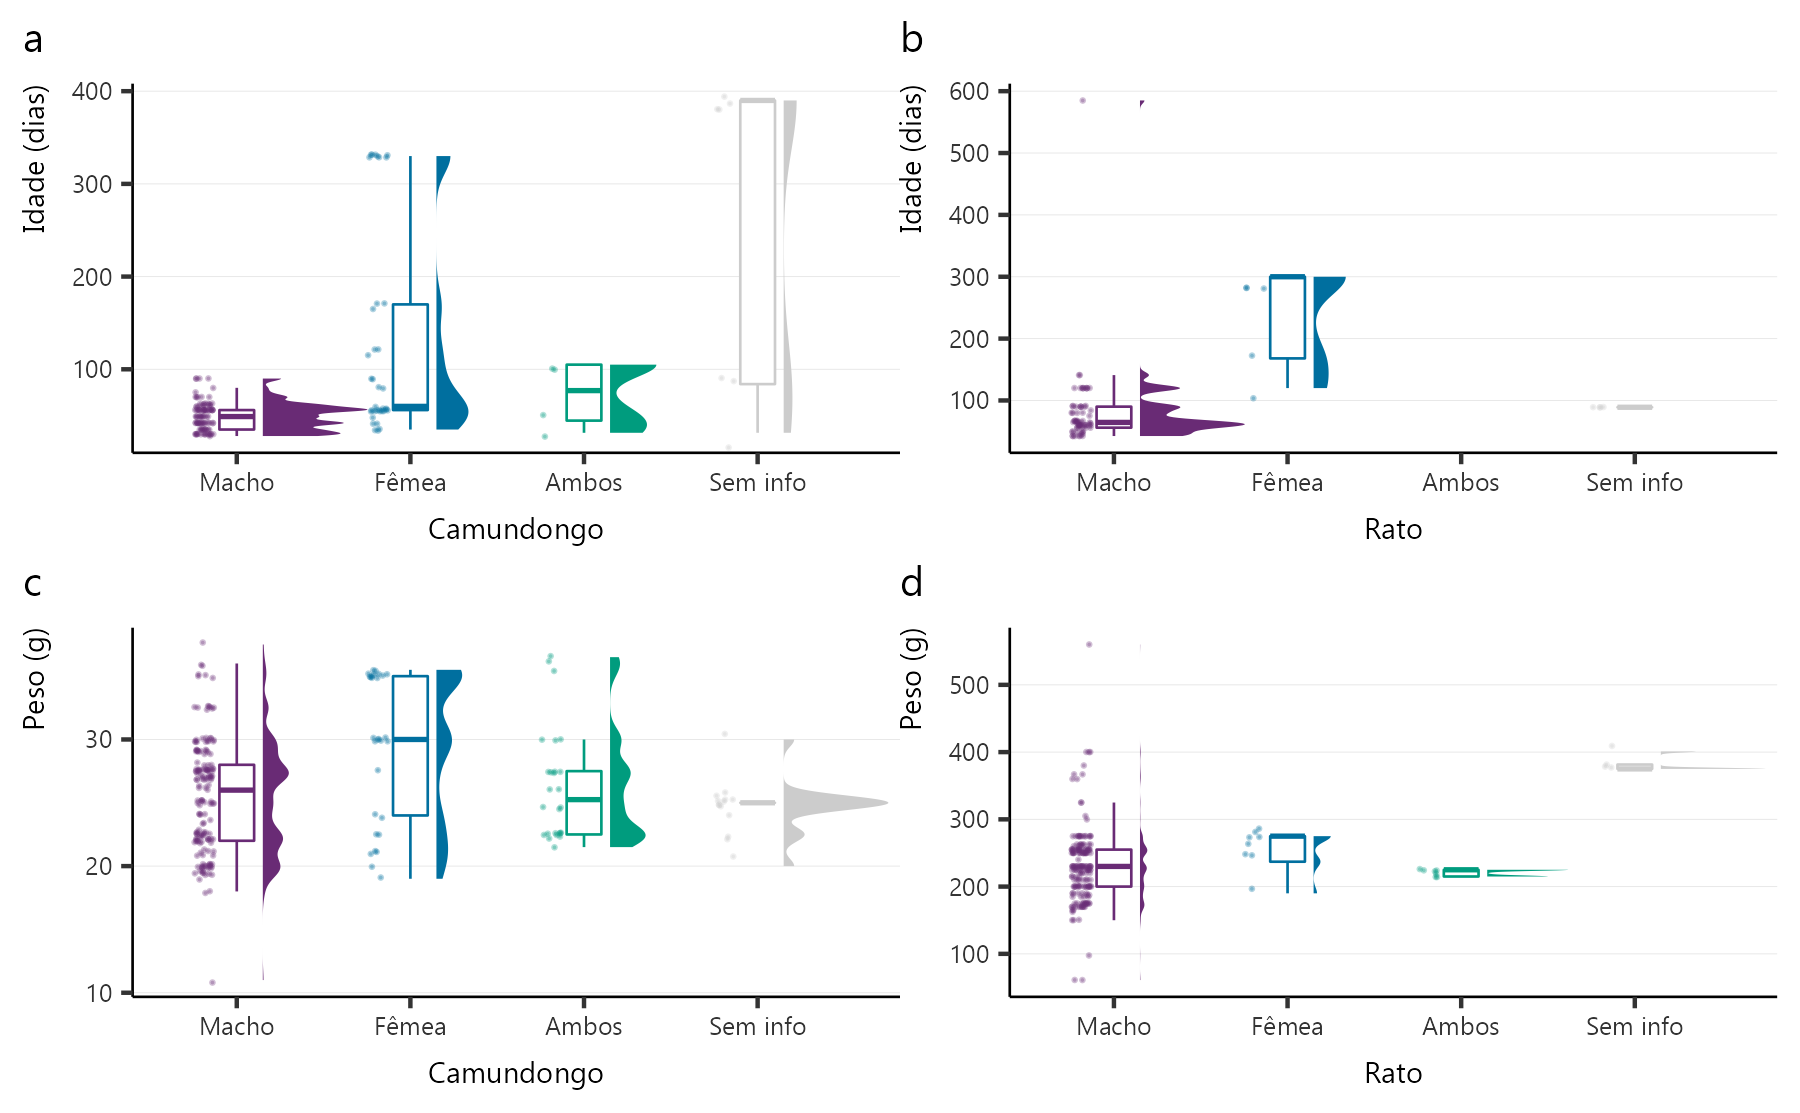 a
Idade (dias)
400
300
200
100
Macho Fêmea Ambos Sem info
Camundongo
b
Idade (dias)
600
500
400
300
200
100
Macho Fêmea Ambos Sem info
Rato
c
Peso (g)
30
20
10
Macho Fêmea Ambos Sem info
Camundongo
d
Peso (g)
500
400
300
200
100
Macho Fêmea Ambos Sem info
Rato